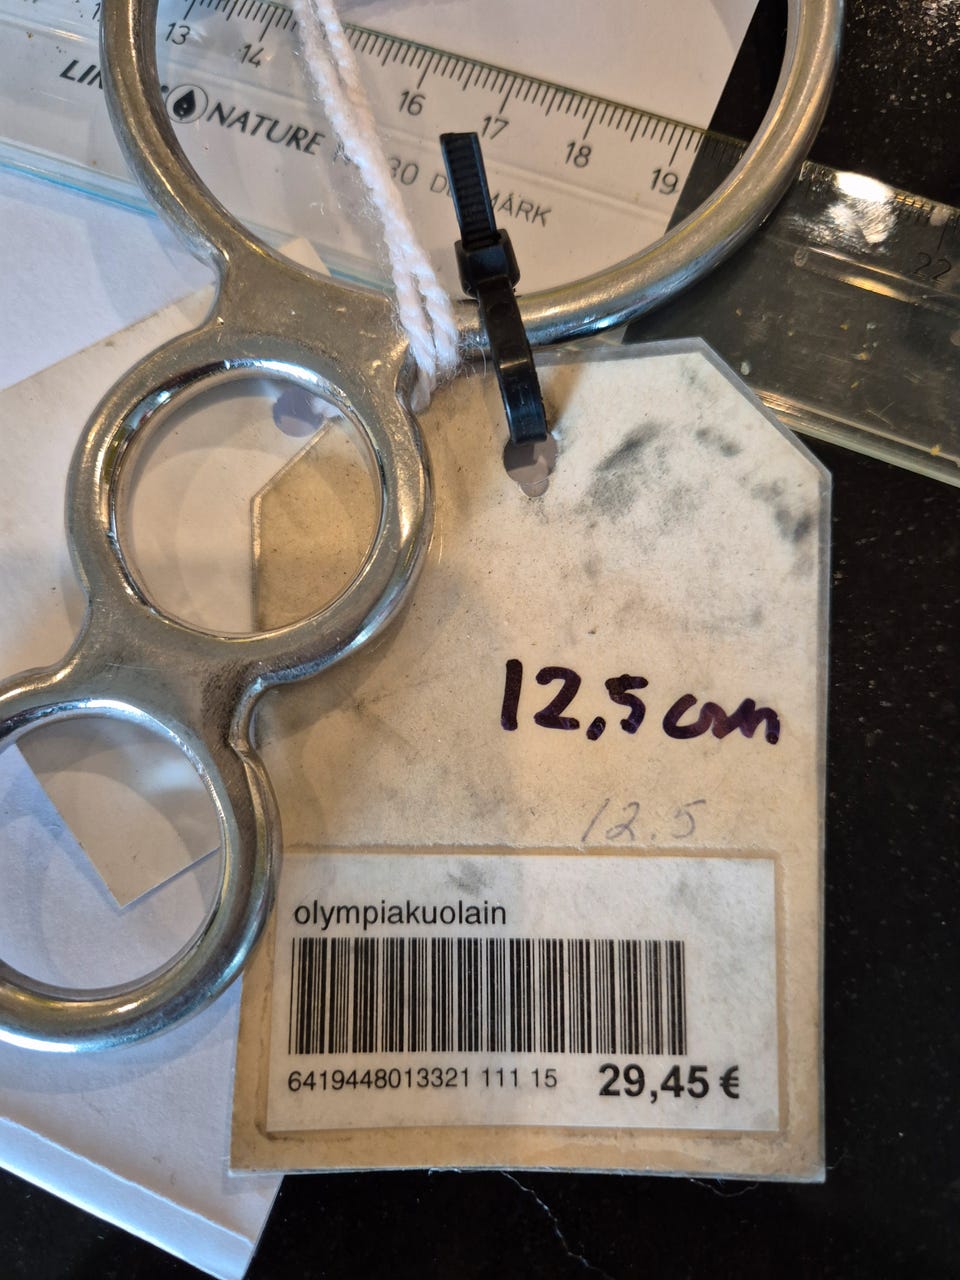 13 14 16 17 18 19 22
NATURE
12,5 cm
12.5
olympiakuolain
6419448013321 111 15 29,45 €